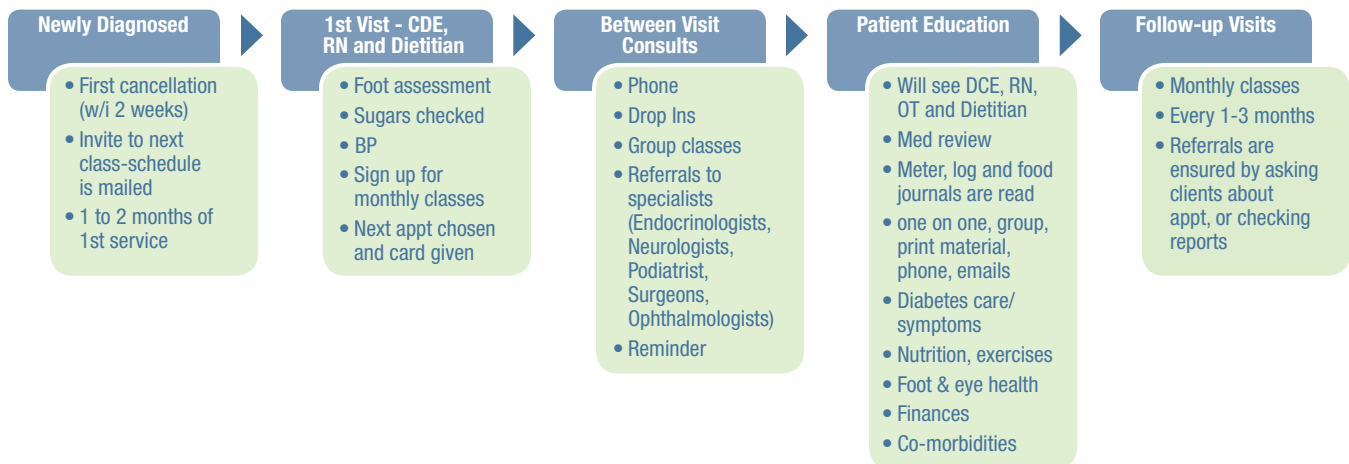 Newly Diagnosed
• First cancellation
(w/i 2 weeks)
• Invite to next
class-schedule
is mailed
• 1 to 2 months of
1st service
1st Vist - CDE,
RN and Dietitian
• Foot assessment
• Sugars checked
• BP
• Sign up for
monthly classes
• Next appt chosen
and card given
Between Visit
Consults
• Phone
• Drop Ins
• Group classes
• Referrals to
specialists
(Endocrinologists,
Neurologists,
Podiatrist,
Surgeons,
Ophthalmologists)
• Reminder
Patient Education
• Will see DCE, RN,
OT and Dietitian
• Med review
• Meter, log and food
journals are read
• one on one, group,
print material,
phone, emails
• Diabetes care/
symptoms
• Nutrition, exercises
• Foot & eye health
• Finances
• Co-morbidities
Follow-up Visits
• Monthly classes
• Every 1-3 months
• Referrals are
ensured by asking
clients about
appt, or checking
reports